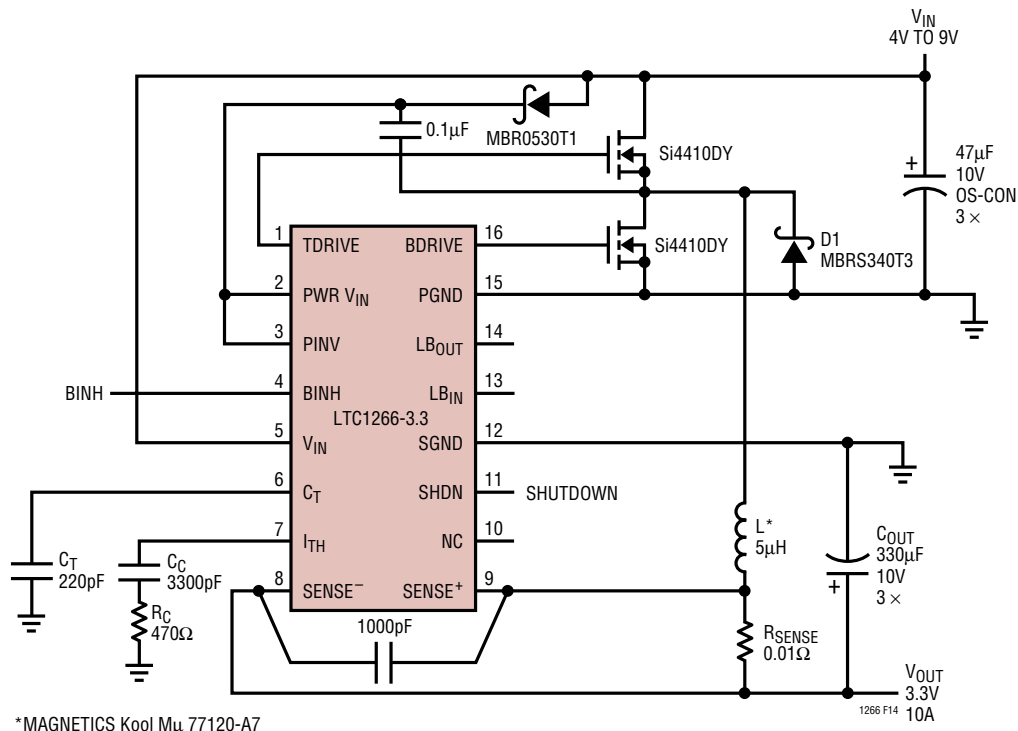 V_IN
4V TO 9V
0.1μF
MBR0530T1
Si4410DY
47μF
10V
OS-CON
3 ×
+
Si4410DY
D1
MBRS340T3
1 TDRIVE BDRIVE 16
2 PWR V_IN PGND 15
3 PINV LB_OUT 14
BINH 4 BINH LB_IN 13
LTC1266-3.3
5 V_IN SGND 12
6 C_T SHDN 11 SHUTDOWN
7 I_TH NC 10
8 SENSE⁻ SENSE⁺ 9
L*
5μH
C_OUT
330μF
10V
3 ×
+
C_T
220pF
C_C
3300pF
R_C
470Ω
1000pF
R_SENSE
0.01Ω
V_OUT
3.3V
10A
1266 F14
*MAGNETICS Kool Mμ 77120-A7